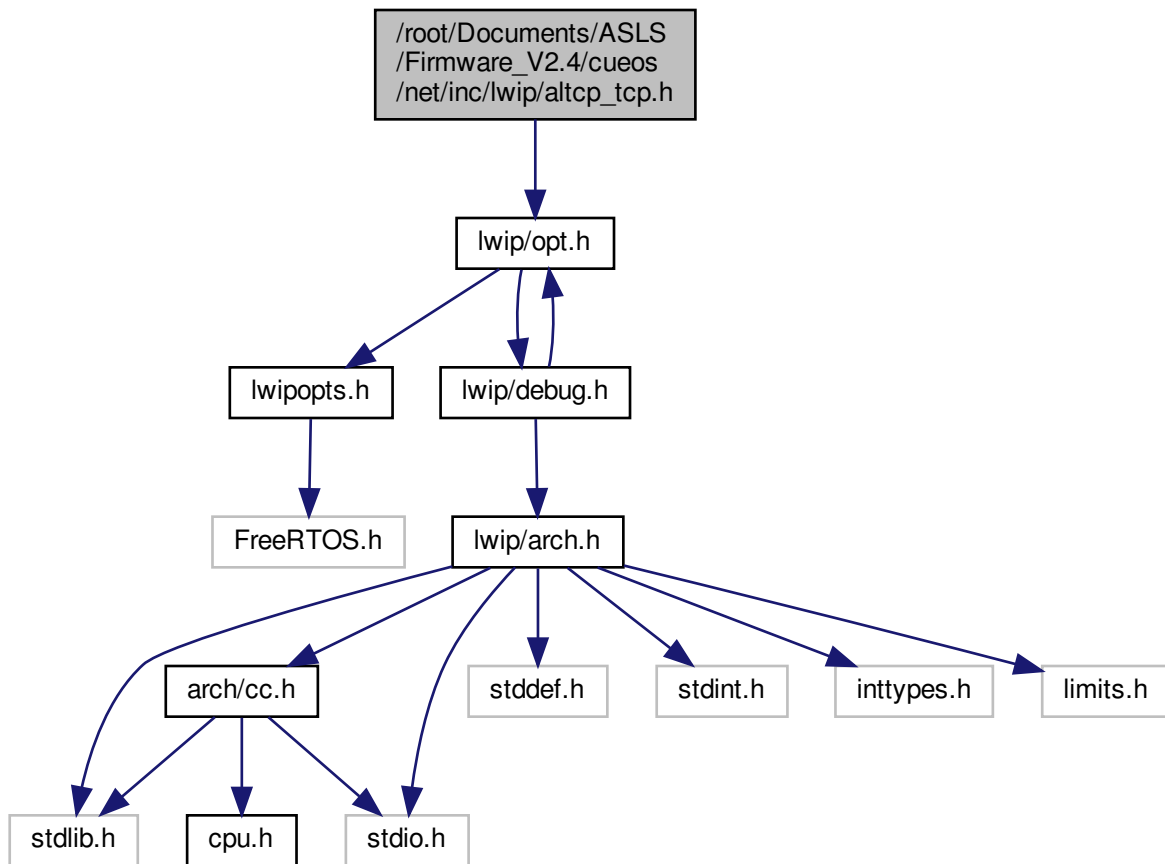 /root/Documents/ASLS
/Firmware_V2.4/cueos
/net/inc/lwip/altcp_tcp.h
lwip/opt.h
lwipopts.h
lwip/debug.h
FreeRTOS.h
lwip/arch.h
arch/cc.h
stddef.h
stdint.h
inttypes.h
limits.h
stdlib.h
cpu.h
stdio.h